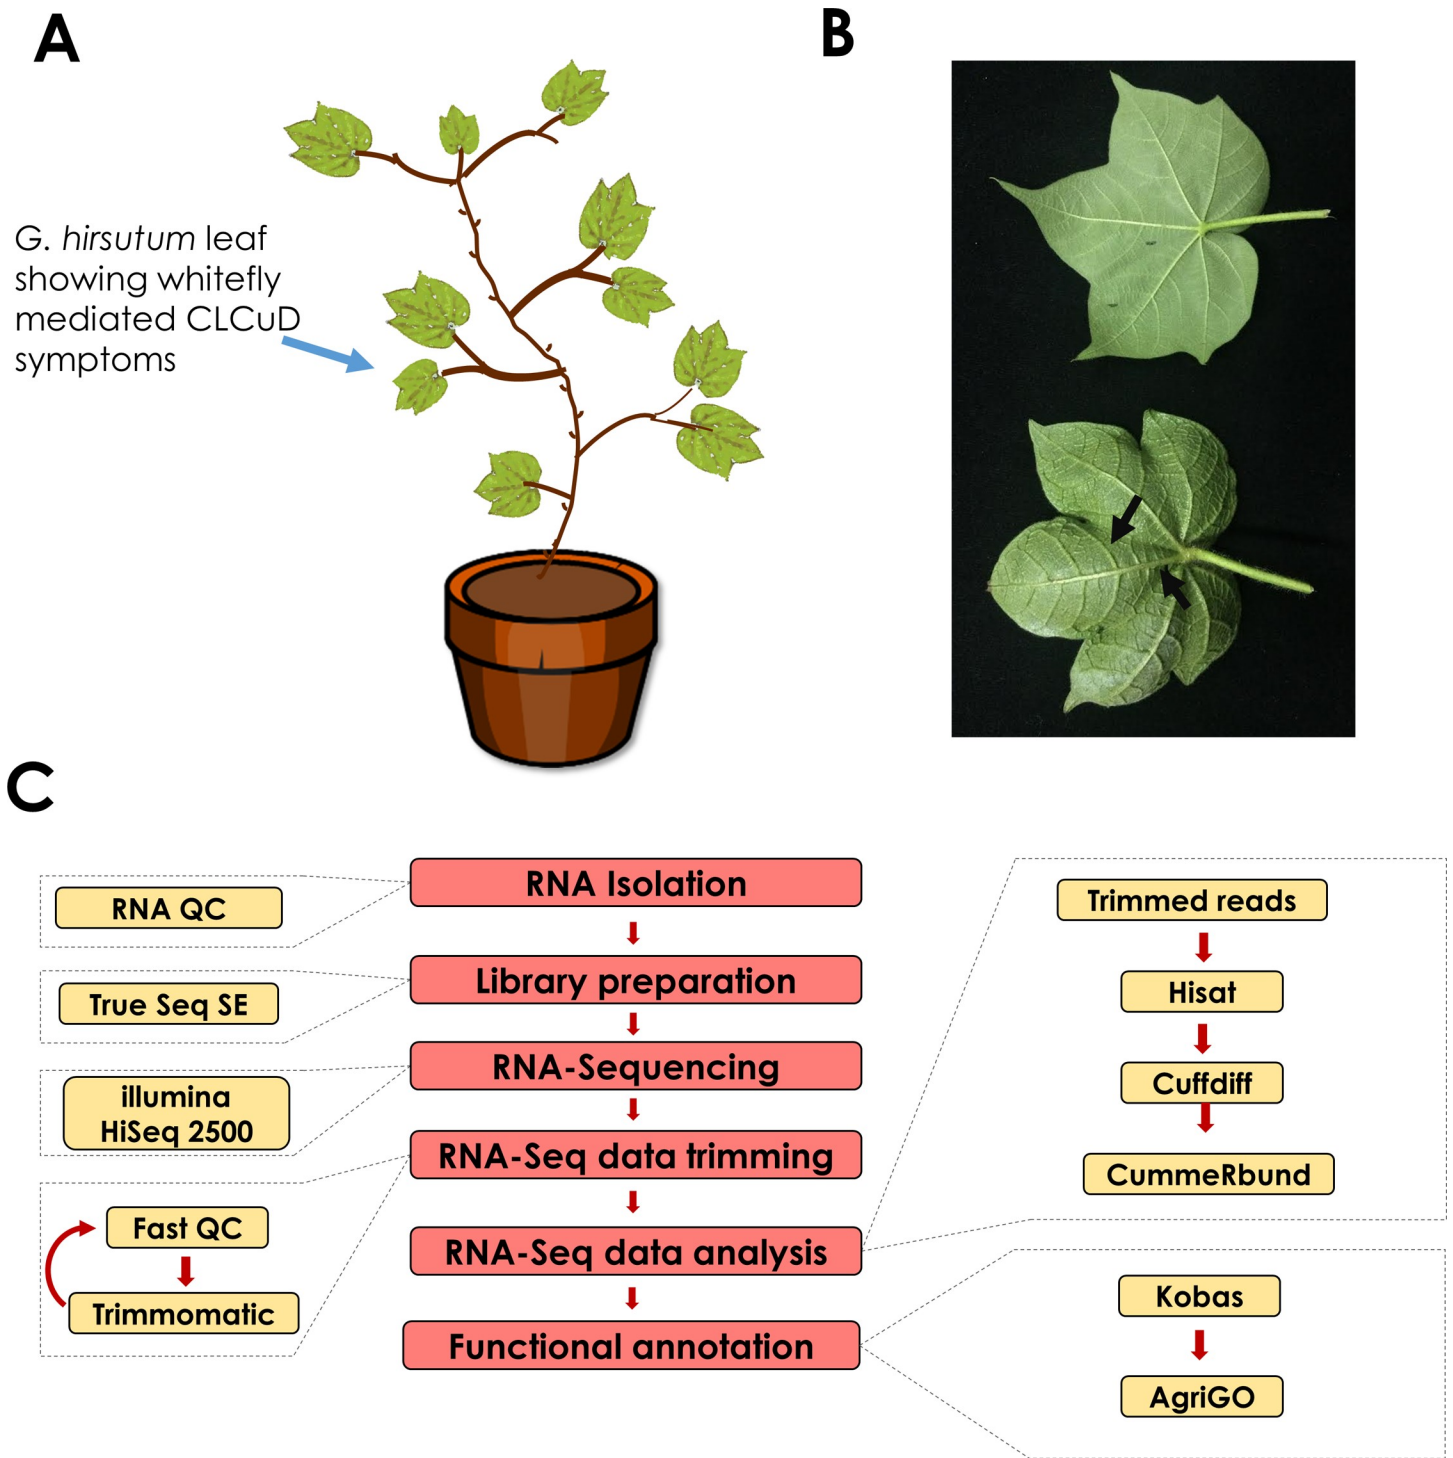 A
B
G. hirsutum leaf
showing whitefly
mediated CLCuD
symptoms
C
RNA Isolation
RNA QC
Library preparation
True Seq SE
RNA-Sequencing
illumina
HiSeq 2500
RNA-Seq data trimming
Fast QC
Trimmomatic
RNA-Seq data analysis
Trimmed reads
Hisat
Cuffdiff
CummeRbund
Functional annotation
Kobas
AgriGO